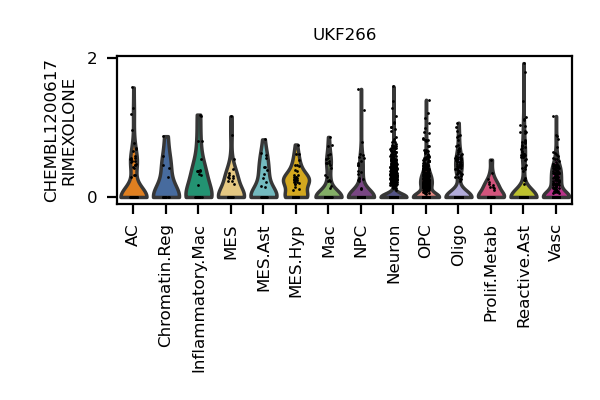 UKF266
CHEMBL1200617
RIMEXOLONE
2
0
AC
Chromatin.Reg
Inflammatory.Mac
MES
MES.Ast
MES.Hyp
Mac
NPC
Neuron
OPC
Oligo
Prolif.Metab
Reactive.Ast
Vasc